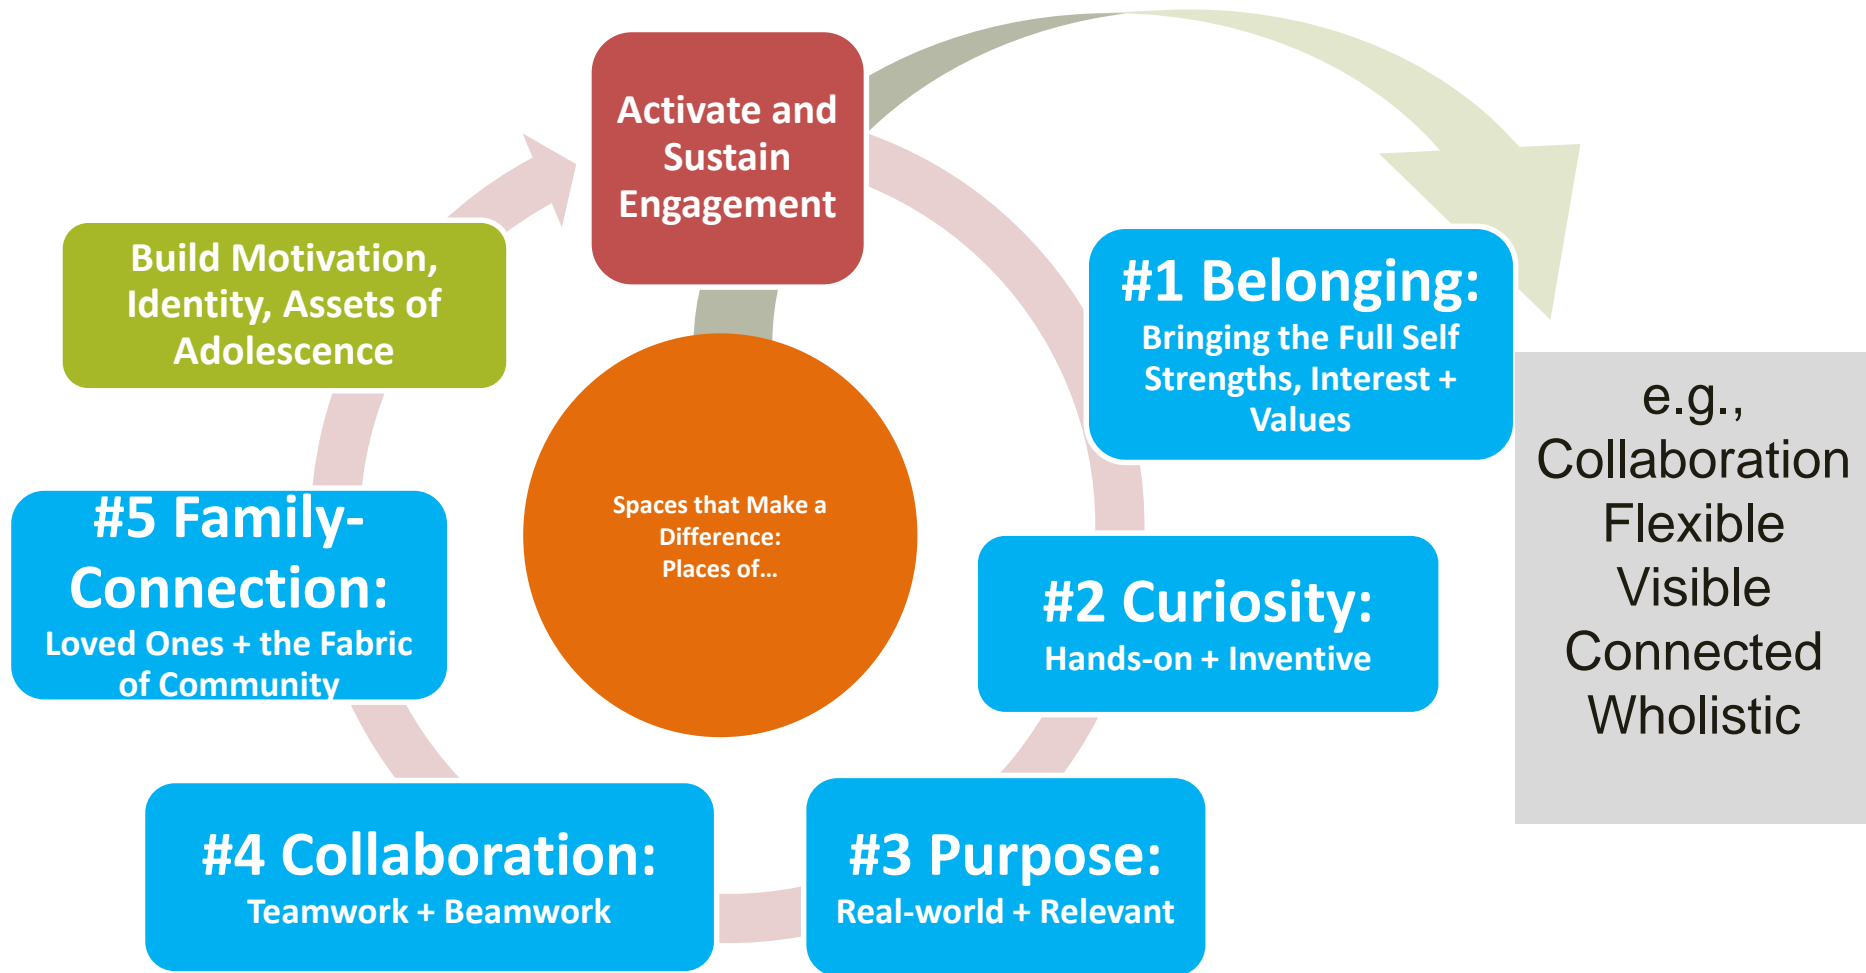 Activate and
Sustain
Engagement
#1 Belonging:
Bringing the Full Self
Strengths, Interest +
Values
#2 Curiosity:
Hands-on + Inventive
#3 Purpose:
Real-world + Relevant
#4 Collaboration:
Teamwork + Beamwork
#5 Family-
Connection:
Loved Ones + the Fabric
of Community
Build Motivation,
Identity, Assets of
Adolescence
Spaces that Make a
Difference:
Places of…
e.g.,
Collaboration
Flexible
Visible
Connected
Wholistic